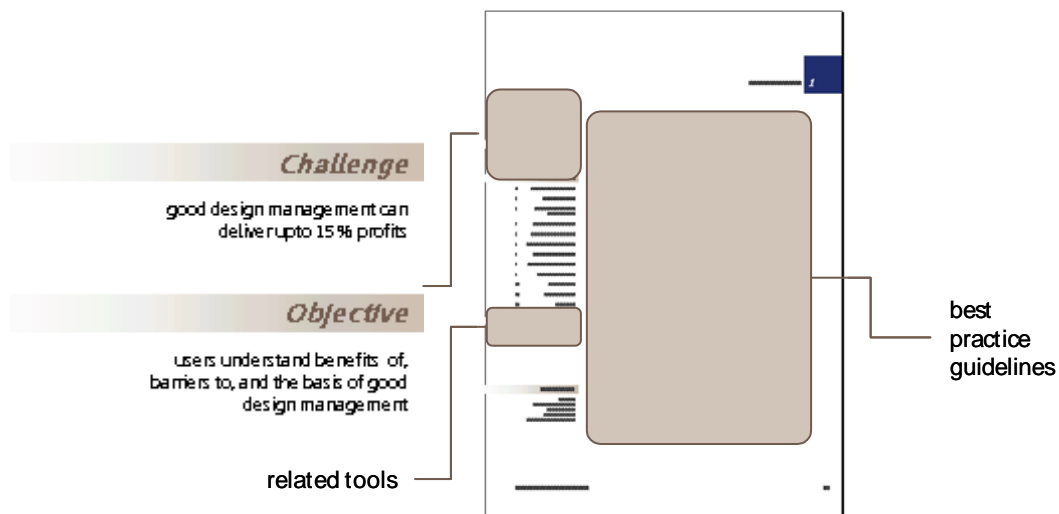 1
Challenge
good design management can
deliver upto 15% profits
Objective
users understand benefits of,
barriers to, and the basis of good
design management
related tools
best
practice
guidelines